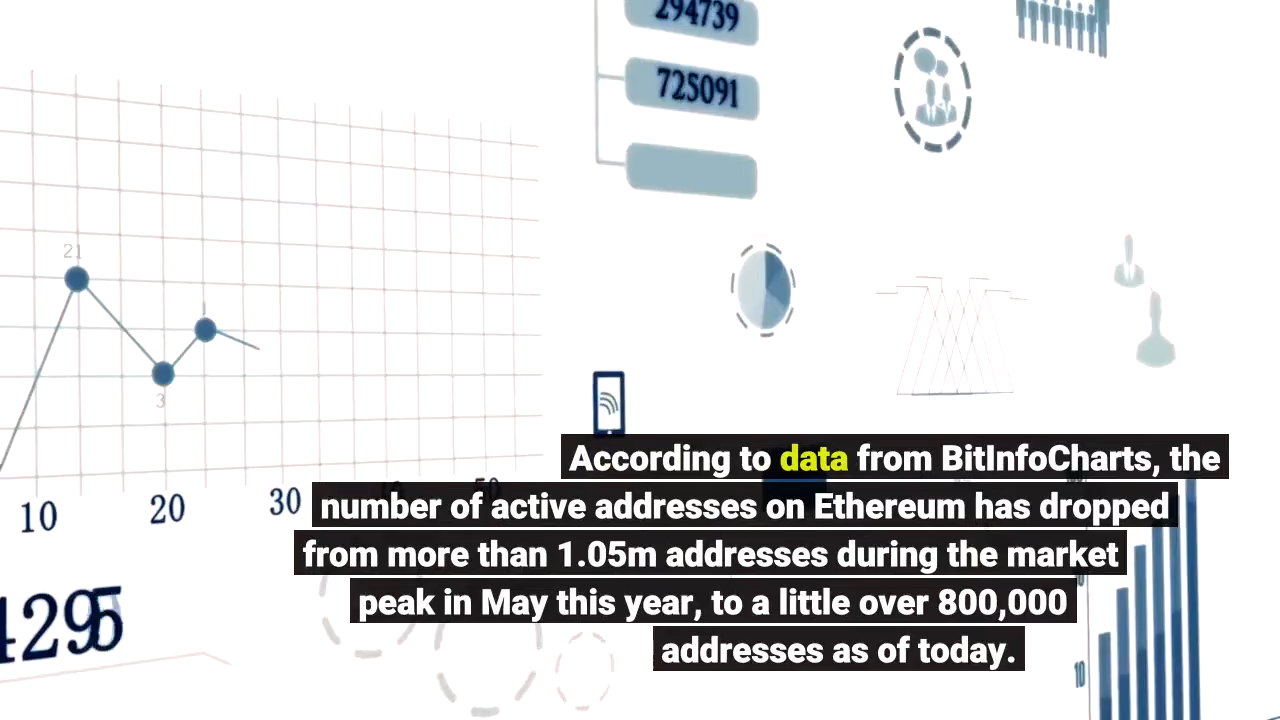 294739
725091
21
3
10
20
30
50
4295
10
According to data from BitInfoCharts, the
number of active addresses on Ethereum has dropped
from more than 1.05m addresses during the market
peak in May this year, to a little over 800,000
addresses as of today.